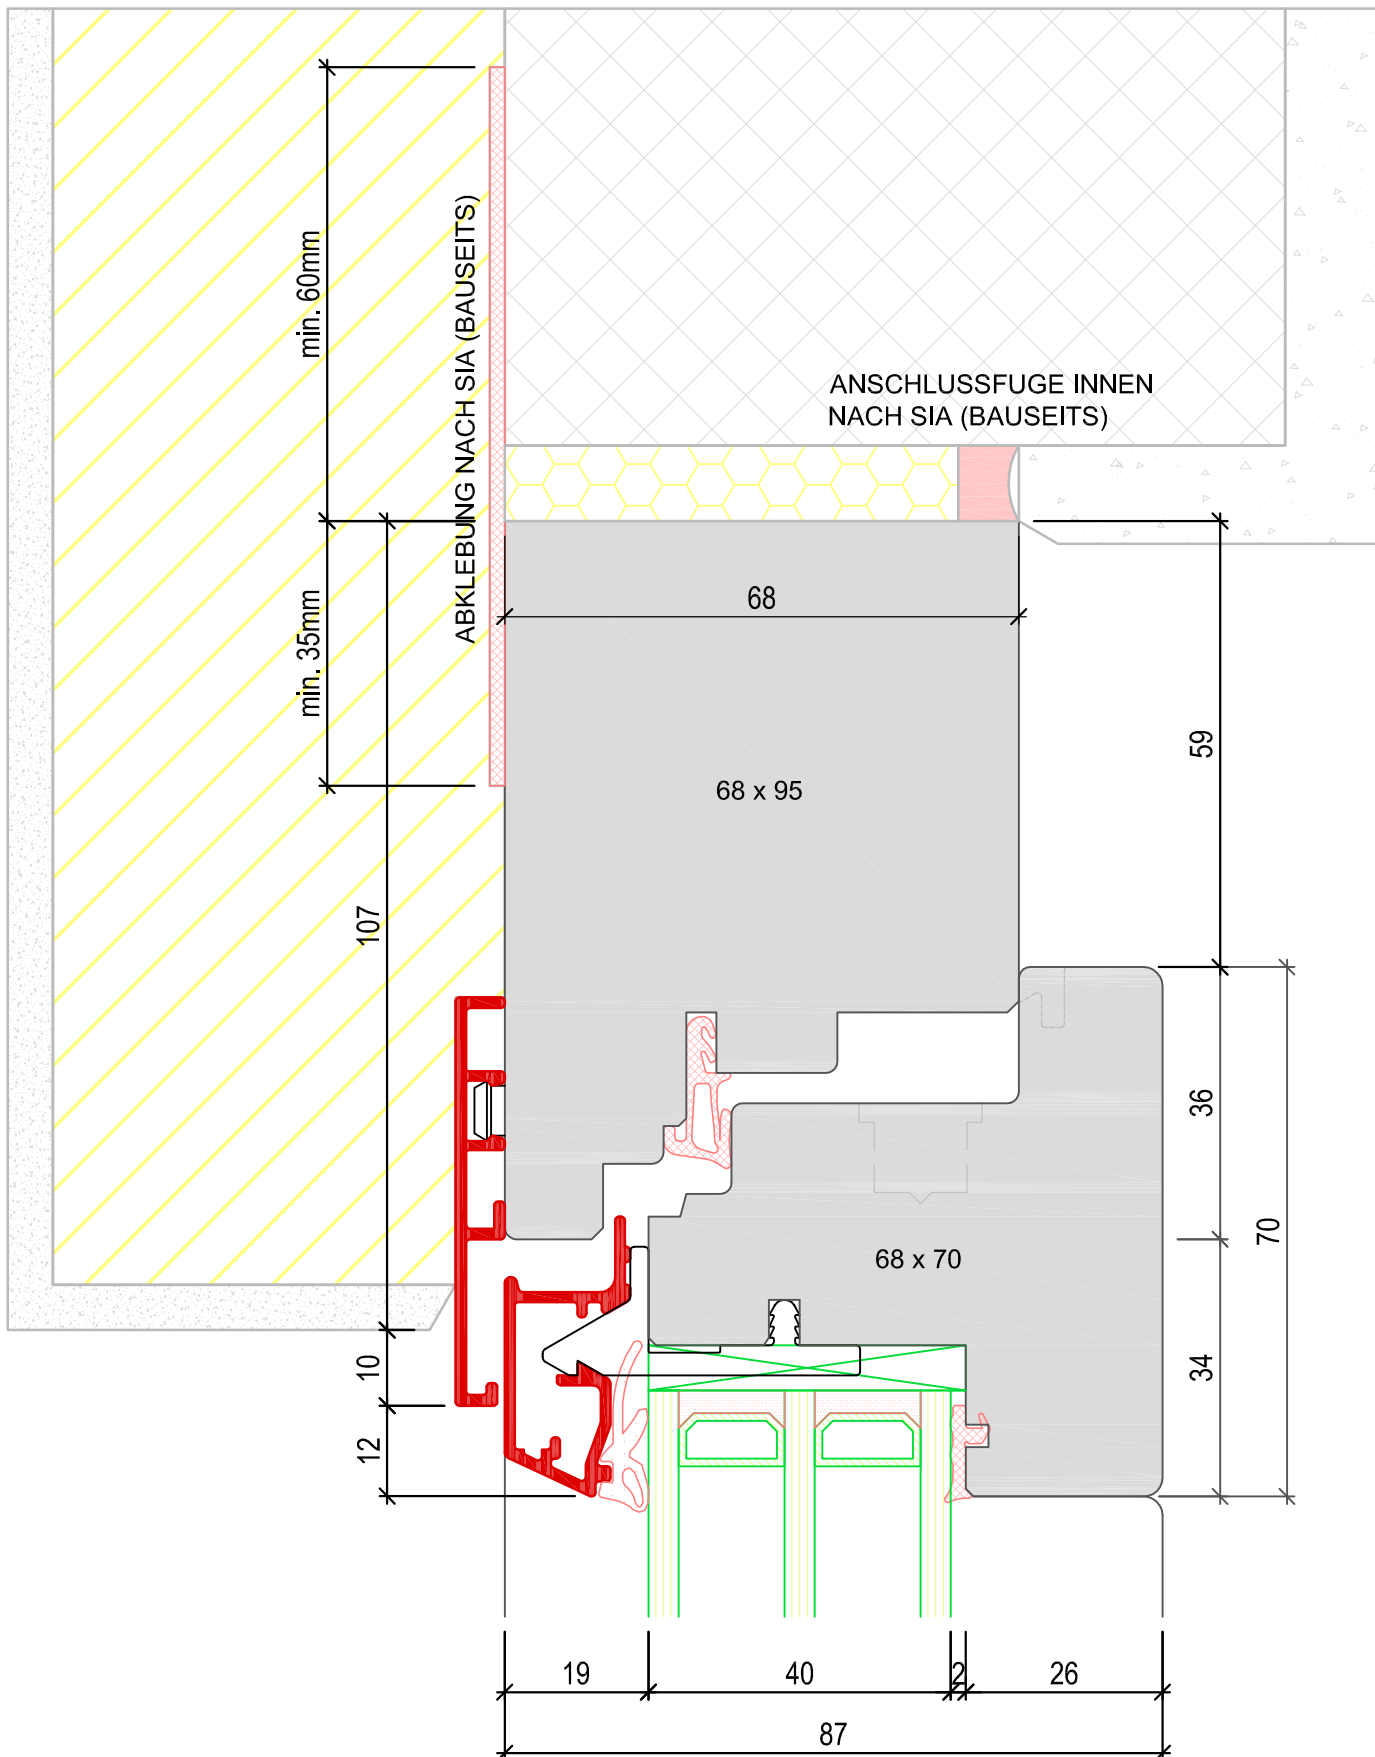 min. 60mm
ABKLEBUNG NACH SIA (BAUSEITS)
ANSCHLUSSFUGE INNEN
NACH SIA (BAUSEITS)
min. 35mm
68
59
68 x 95
107
36
70
68 x 70
10
34
12
19
40
2
26
87